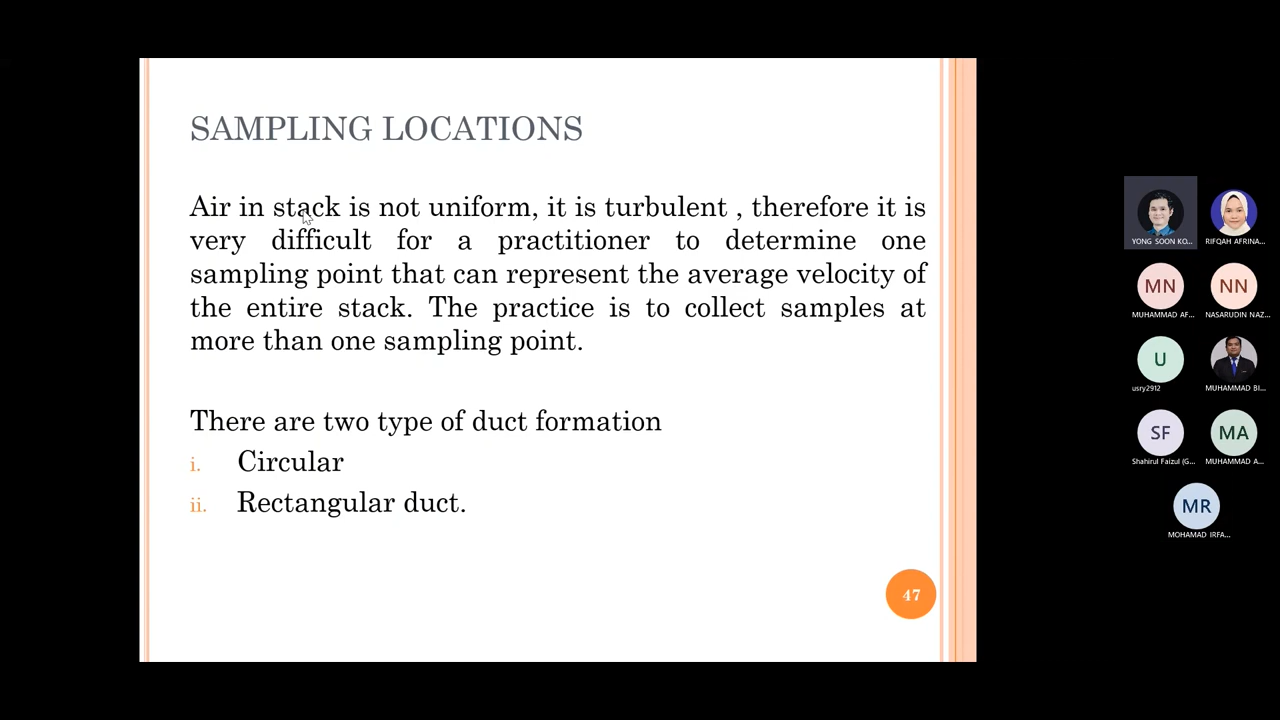 SAMPLING LOCATIONS
Air in stack is not uniform, it is turbulent , therefore it is
very difficult for a practitioner to determine one
sampling point that can represent the average velocity of
the entire stack. The practice is to collect samples at
more than one sampling point.
There are two type of duct formation
i. Circular
ii. Rectangular duct.
47
YONG SOON KO...
RIFQAH AFRINA...
MN
MUHAMMAD AF...
NN
NASARUDIN NAZ...
U
usry2912
MUHAMMAD BI...
SF
Shahirul Faizul (G...
MA
MUHAMMAD A...
MR
MOHAMAD IRFA...